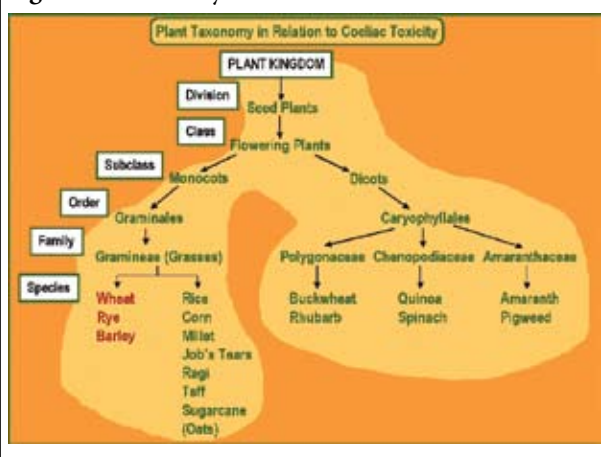 Plant Taxonomy in Relation to Coeliac Toxicity
PLANT KINGDOM
Division
Seed Plants
Class
Flowering Plants
Subclass
Monocots
Dicots
Order
Graminales
Caryophyllales
Family
Gramineae (Grasses)
Polygonaceae Chenopodiaceae Amaranthaceae
Species
Wheat
Rye
Barley
Rice
Corn
Millet
Job's Tears
Ragi
Teff
Sugarcane
(Oats)
Buckwheat
Rhubarb
Quinoa
Spinach
Amaranth
Pigweed